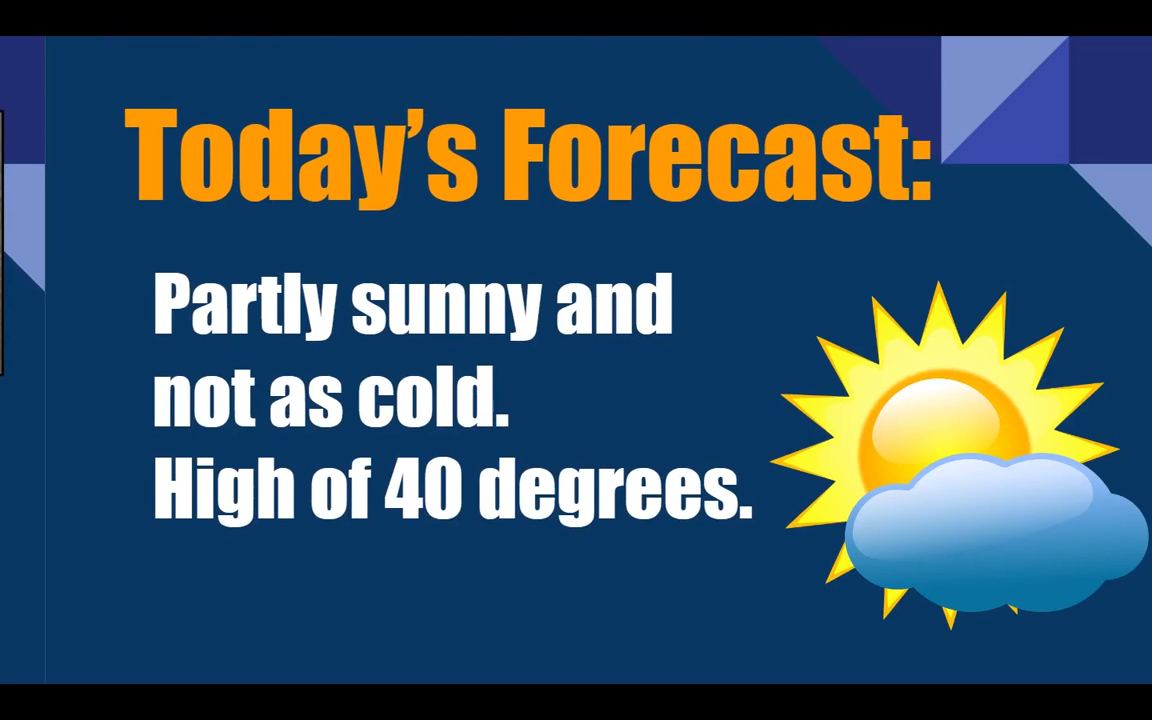 Today’s Forecast:
Partly sunny and
not as cold.
High of 40 degrees.